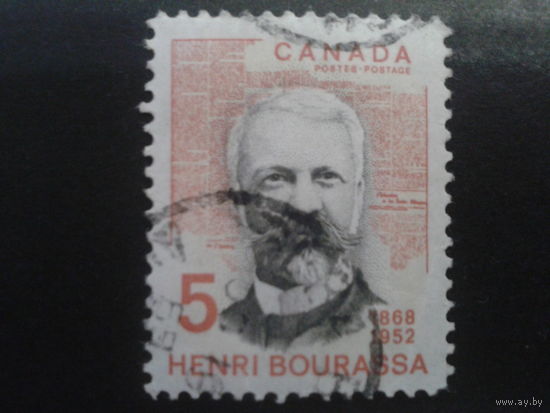 CANADA
POSTES-POSTAGE
5
1868
1952
HENRI BOURASSA
www.ay.by